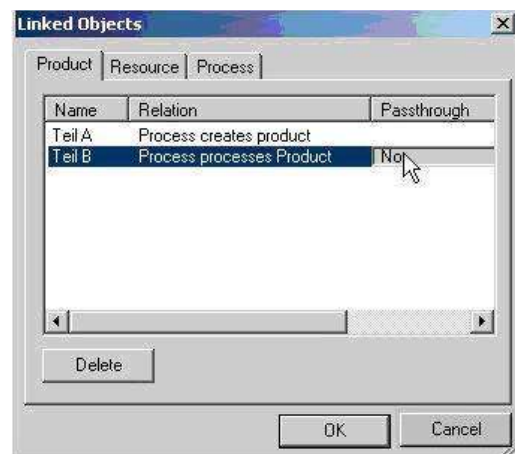 Linked Objects
Product Resource Process
Name Relation Passthrough
Teil A Process creates product
Teil B Process processes Product No
Delete
OK Cancel